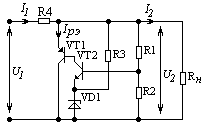 I1 R4 Iрэ I2
VT1
VT2 R3 R1
U1 U2 Rн
R2
VD1